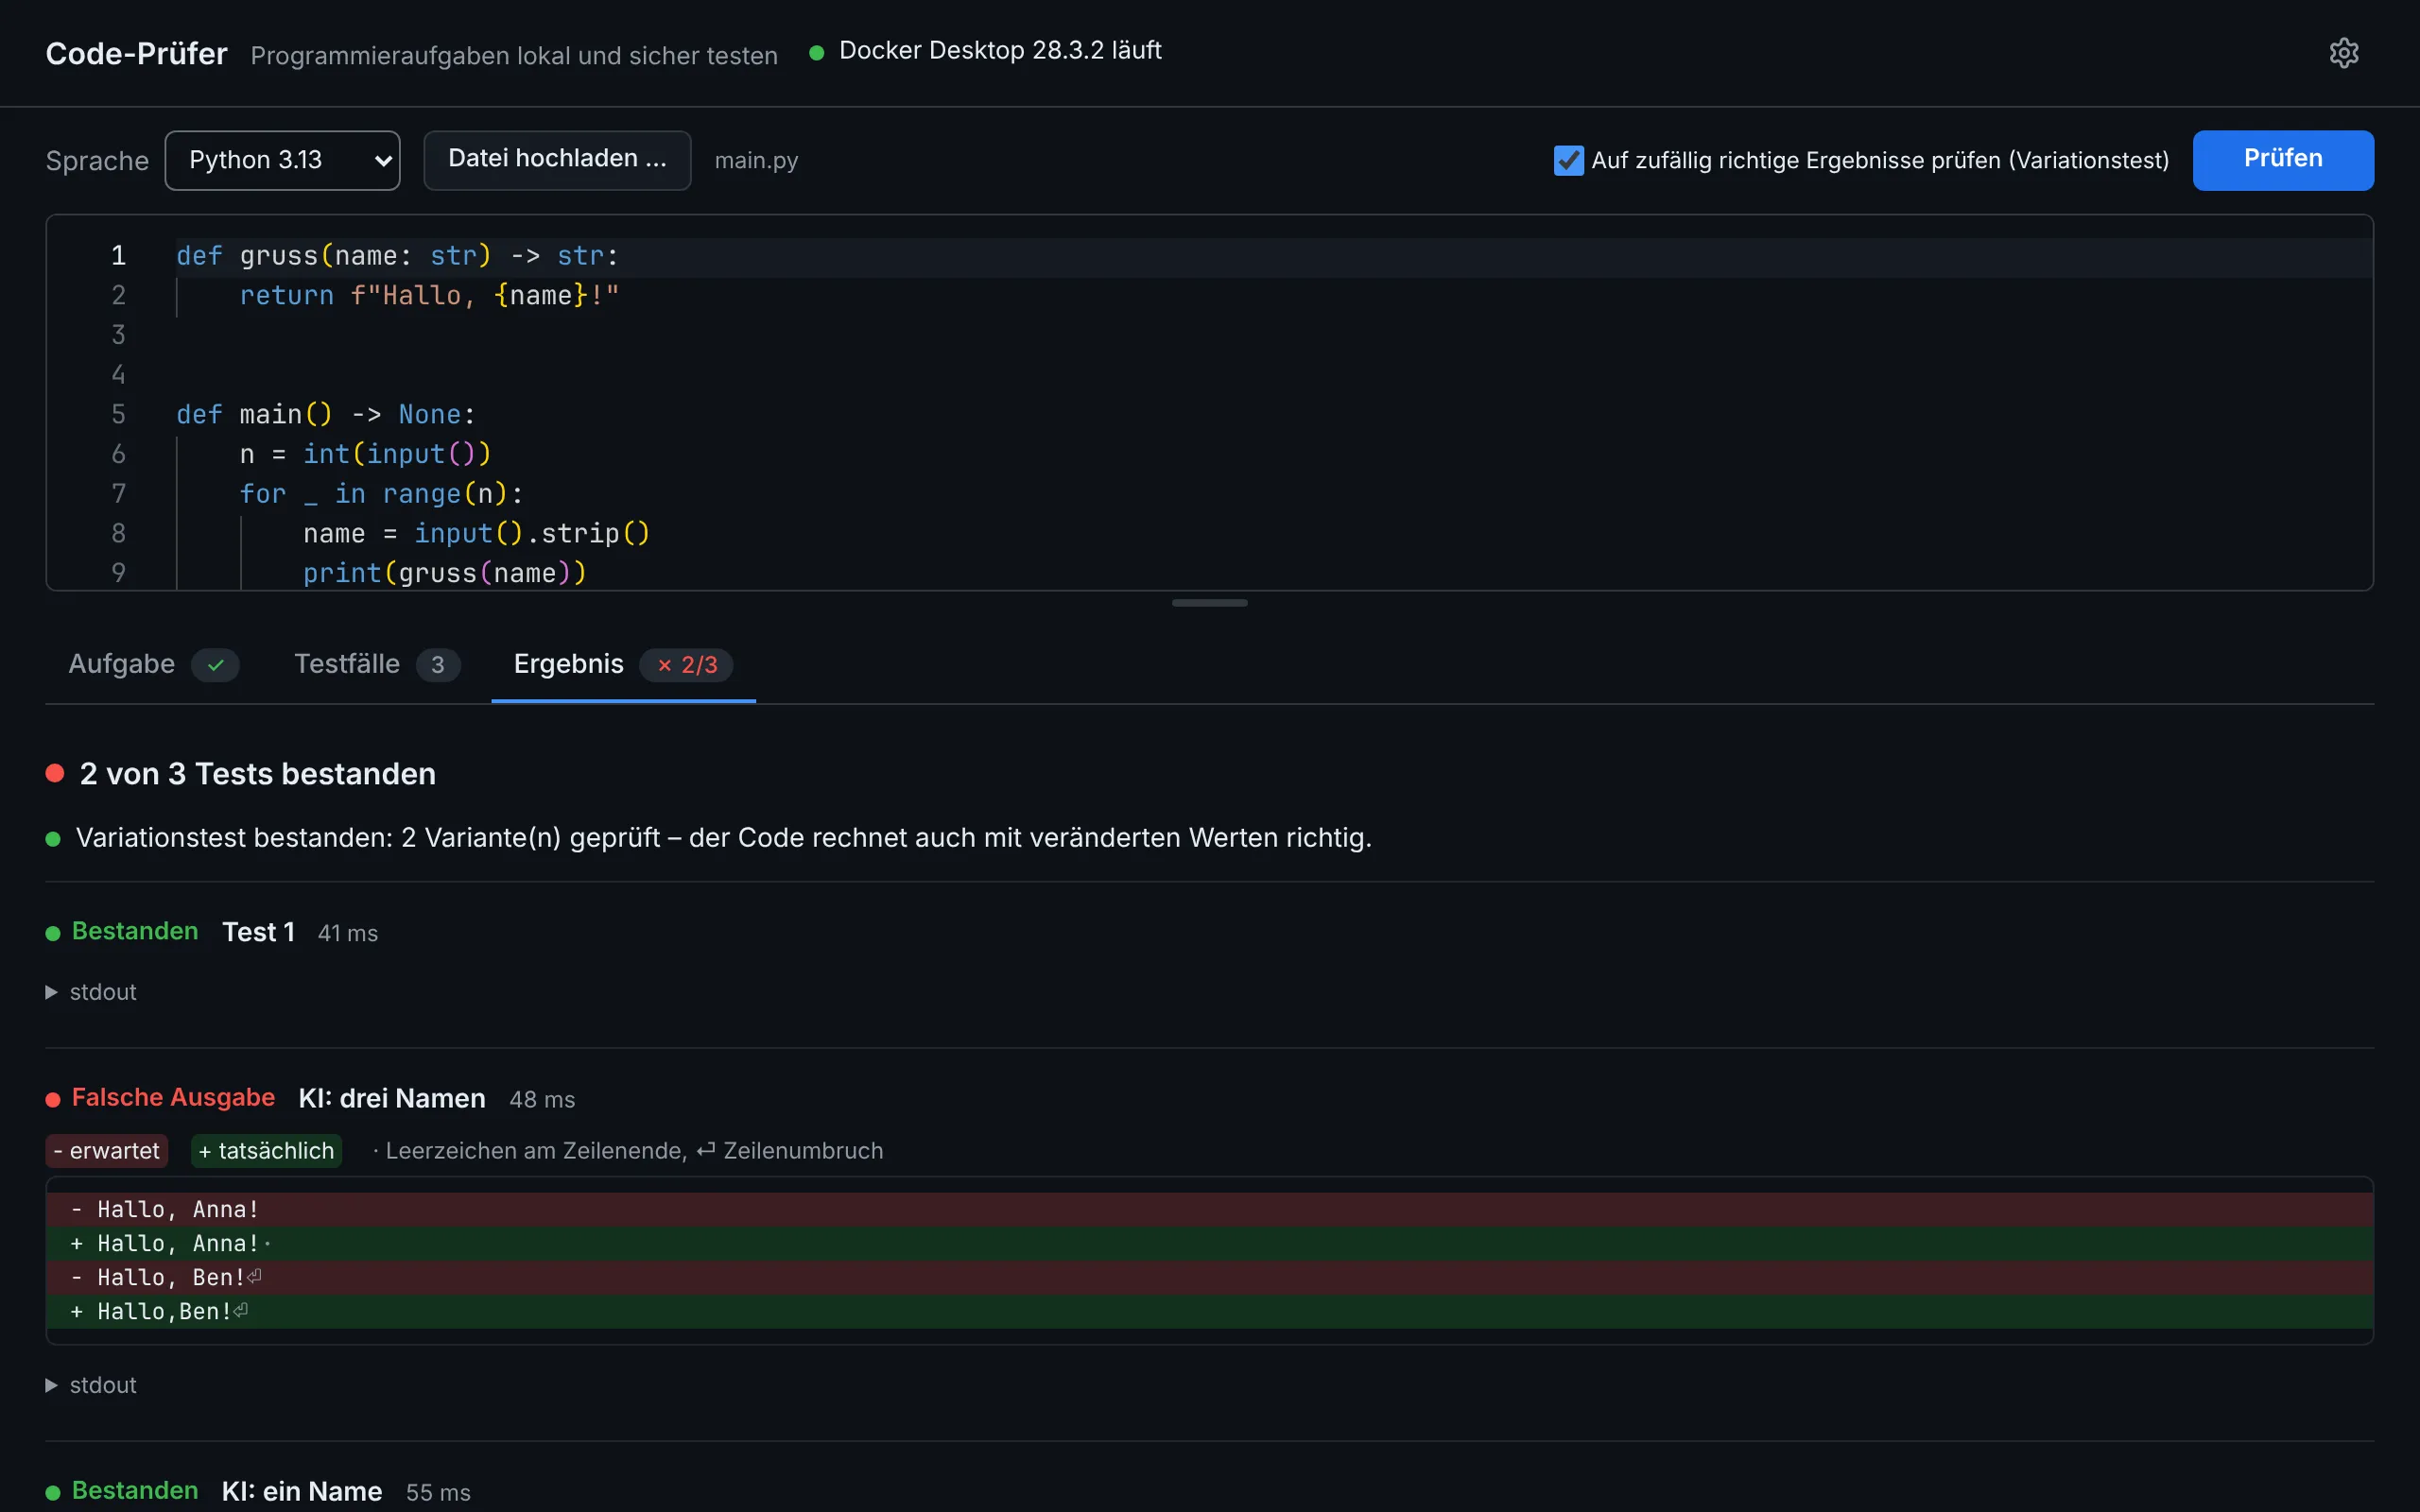 Code-Prüfer Programmieraufgaben lokal und sicher testen Docker Desktop 28.3.2 läuft
Sprache Python 3.13 Datei hochladen ... main.py Auf zufällig richtige Ergebnisse prüfen (Variationstest) Prüfen
1 def gruss(name: str) -> str:
2     return f"Hallo, {name}!"
3
4
5 def main() -> None:
6     n = int(input())
7     for _ in range(n):
8         name = input().strip()
9         print(gruss(name))
Aufgabe ✓ Testfälle 3 Ergebnis × 2/3
2 von 3 Tests bestanden
Variationstest bestanden: 2 Variante(n) geprüft – der Code rechnet auch mit veränderten Werten richtig.
Bestanden Test 1 41 ms
▶ stdout
Falsche Ausgabe KI: drei Namen 48 ms
- erwartet + tatsächlich · Leerzeichen am Zeilenende, ↵ Zeilenumbruch
- Hallo, Anna!
+ Hallo, Anna!·
- Hallo, Ben!⏎
+ Hallo,Ben!⏎
▶ stdout
Bestanden KI: ein Name 55 ms